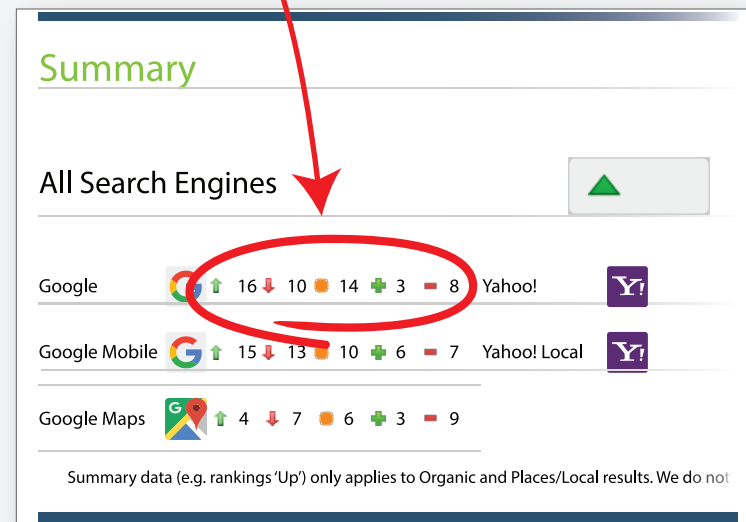 Summary
All Search Engines
Google G 16 10 14 3 8 Yahoo! Y!
Google Mobile G 15 13 10 6 7 Yahoo! Local Y!
Google Maps G 4 7 6 3 9
Summary data (e.g. rankings ‘Up’) only applies to Organic and Places/Local results. We do not